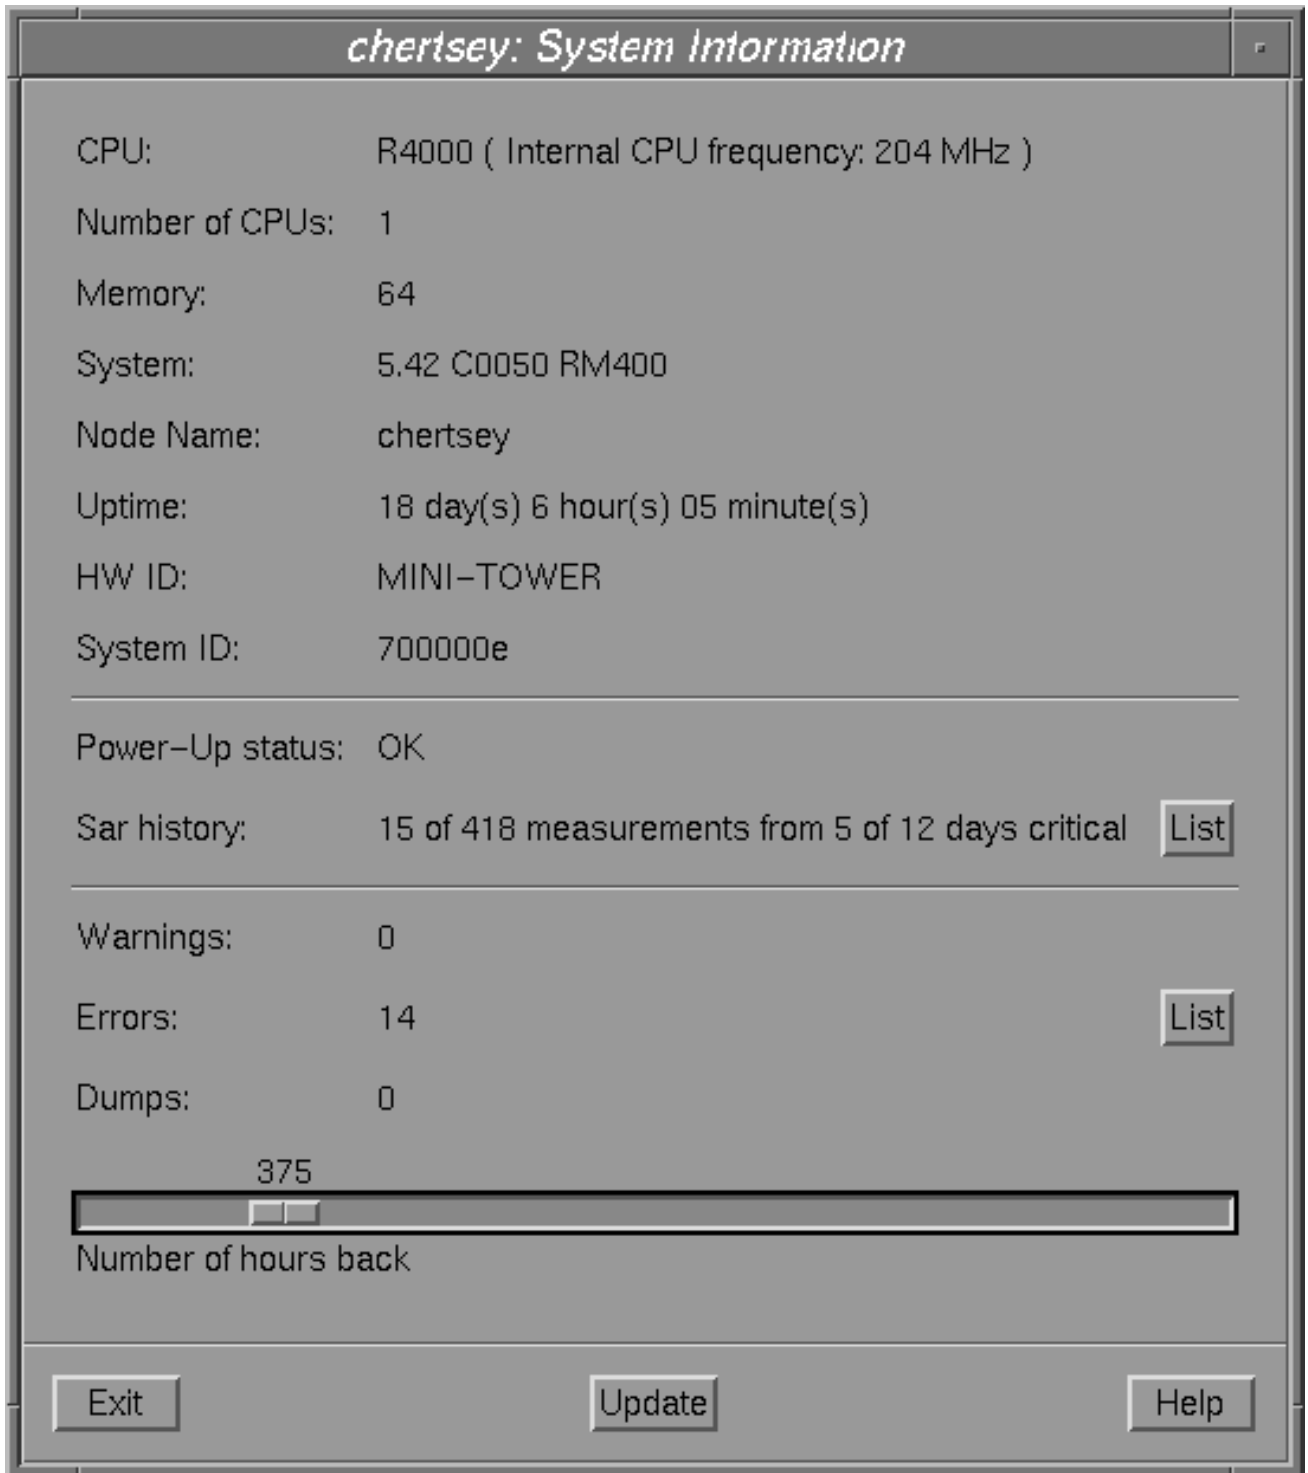 chertsey: System Information
CPU: R4000 ( Internal CPU frequency: 204 MHz )
Number of CPUs: 1
Memory: 64
System: 5.42 C0050 RM400
Node Name: chertsey
Uptime: 18 day(s) 6 hour(s) 05 minute(s)
HW ID: MINI-TOWER
System ID: 700000e
Power-Up status: OK
Sar history: 15 of 418 measurements from 5 of 12 days critical List
Warnings: 0
Errors: 14 List
Dumps: 0
375
Number of hours back
Exit Update Help